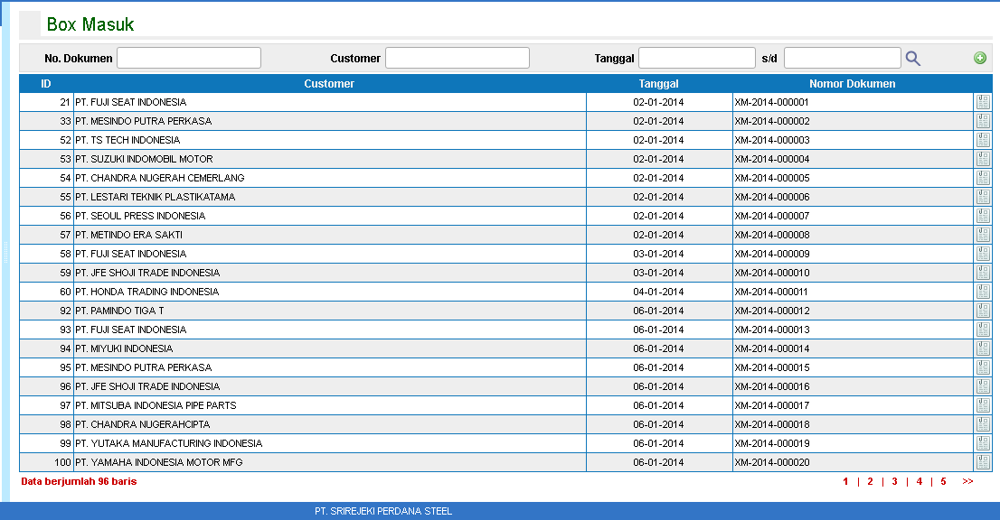 Box Masuk
No. Dokumen Customer Tanggal s/d
ID Customer Tanggal Nomor Dokumen
21 PT. FUJI SEAT INDONESIA 02-01-2014 XM-2014-000001
33 PT. MESINDO PUTRA PERKASA 02-01-2014 XM-2014-000002
52 PT. TS TECH INDONESIA 02-01-2014 XM-2014-000003
53 PT. SUZUKI INDOMOBIL MOTOR 02-01-2014 XM-2014-000004
54 PT. CHANDRA NUGERAH CEMERLANG 02-01-2014 XM-2014-000005
55 PT. LESTARI TEKNIK PLASTIKATAMA 02-01-2014 XM-2014-000006
56 PT. SEOUL PRESS INDONESIA 02-01-2014 XM-2014-000007
57 PT. METINDO ERA SAKTI 02-01-2014 XM-2014-000008
58 PT. FUJI SEAT INDONESIA 03-01-2014 XM-2014-000009
59 PT. JFE SHOJI TRADE INDONESIA 03-01-2014 XM-2014-000010
60 PT. HONDA TRADING INDONESIA 04-01-2014 XM-2014-000011
92 PT. PAMINDO TIGA T 06-01-2014 XM-2014-000012
93 PT. FUJI SEAT INDONESIA 06-01-2014 XM-2014-000013
94 PT. MIYUKI INDONESIA 06-01-2014 XM-2014-000014
95 PT. MESINDO PUTRA PERKASA 06-01-2014 XM-2014-000015
96 PT. JFE SHOJI TRADE INDONESIA 06-01-2014 XM-2014-000016
97 PT. MITSUBA INDONESIA PIPE PARTS 06-01-2014 XM-2014-000017
98 PT. CHANDRA NUGERAHCIPTA 06-01-2014 XM-2014-000018
99 PT. YUTAKA MANUFACTURING INDONESIA 06-01-2014 XM-2014-000019
100 PT. YAMAHA INDONESIA MOTOR MFG 06-01-2014 XM-2014-000020
Data berjumlah 96 baris 1 | 2 | 3 | 4 | 5 >>
PT. SRIREJEKI PERDANA STEEL